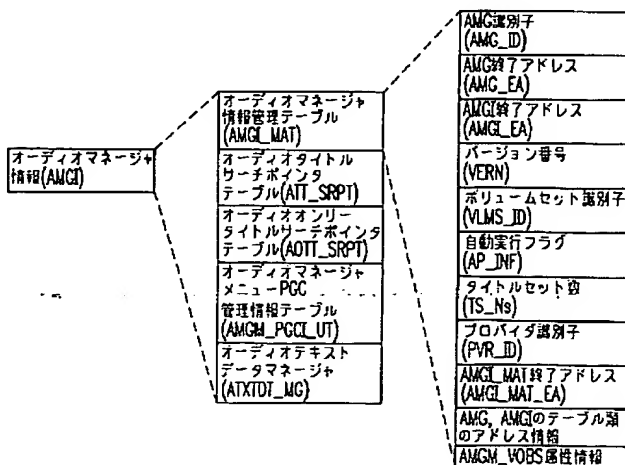 オーディオマネージャ
情報(AMGI)
オーディオマネージャ
情報管理テーブル
(AMGI_MAT)
オーディオタイトル
サーチポインタ
テーブル(ATT_SRPT)
オーディオオンリー
タイトルサーチポインタ
テーブル(AOTT_SRPT)
オーディオマネージャ
メニューPGC
管理情報テーブル
(AMGM_PGCI_UT)
オーディオテキスト
データマネージャ
(ATXTDT_MG)
AMG識別子
(AMG_ID)
AMG終了アドレス
(AMG_EA)
AMGI終了アドレス
(AMGI_EA)
バージョン番号
(VERN)
ボリュームセット識別子
(VLMS_ID)
自動実行フラグ
(AP_INF)
タイトルセット数
(TS_Ns)
プロバイダ識別子
(PVR_ID)
AMGI_MAT終了アドレス
(AMGI_MAT_EA)
AMG, AMGIのテーブル類
のアドレス情報
AMGM_VOBS属性情報